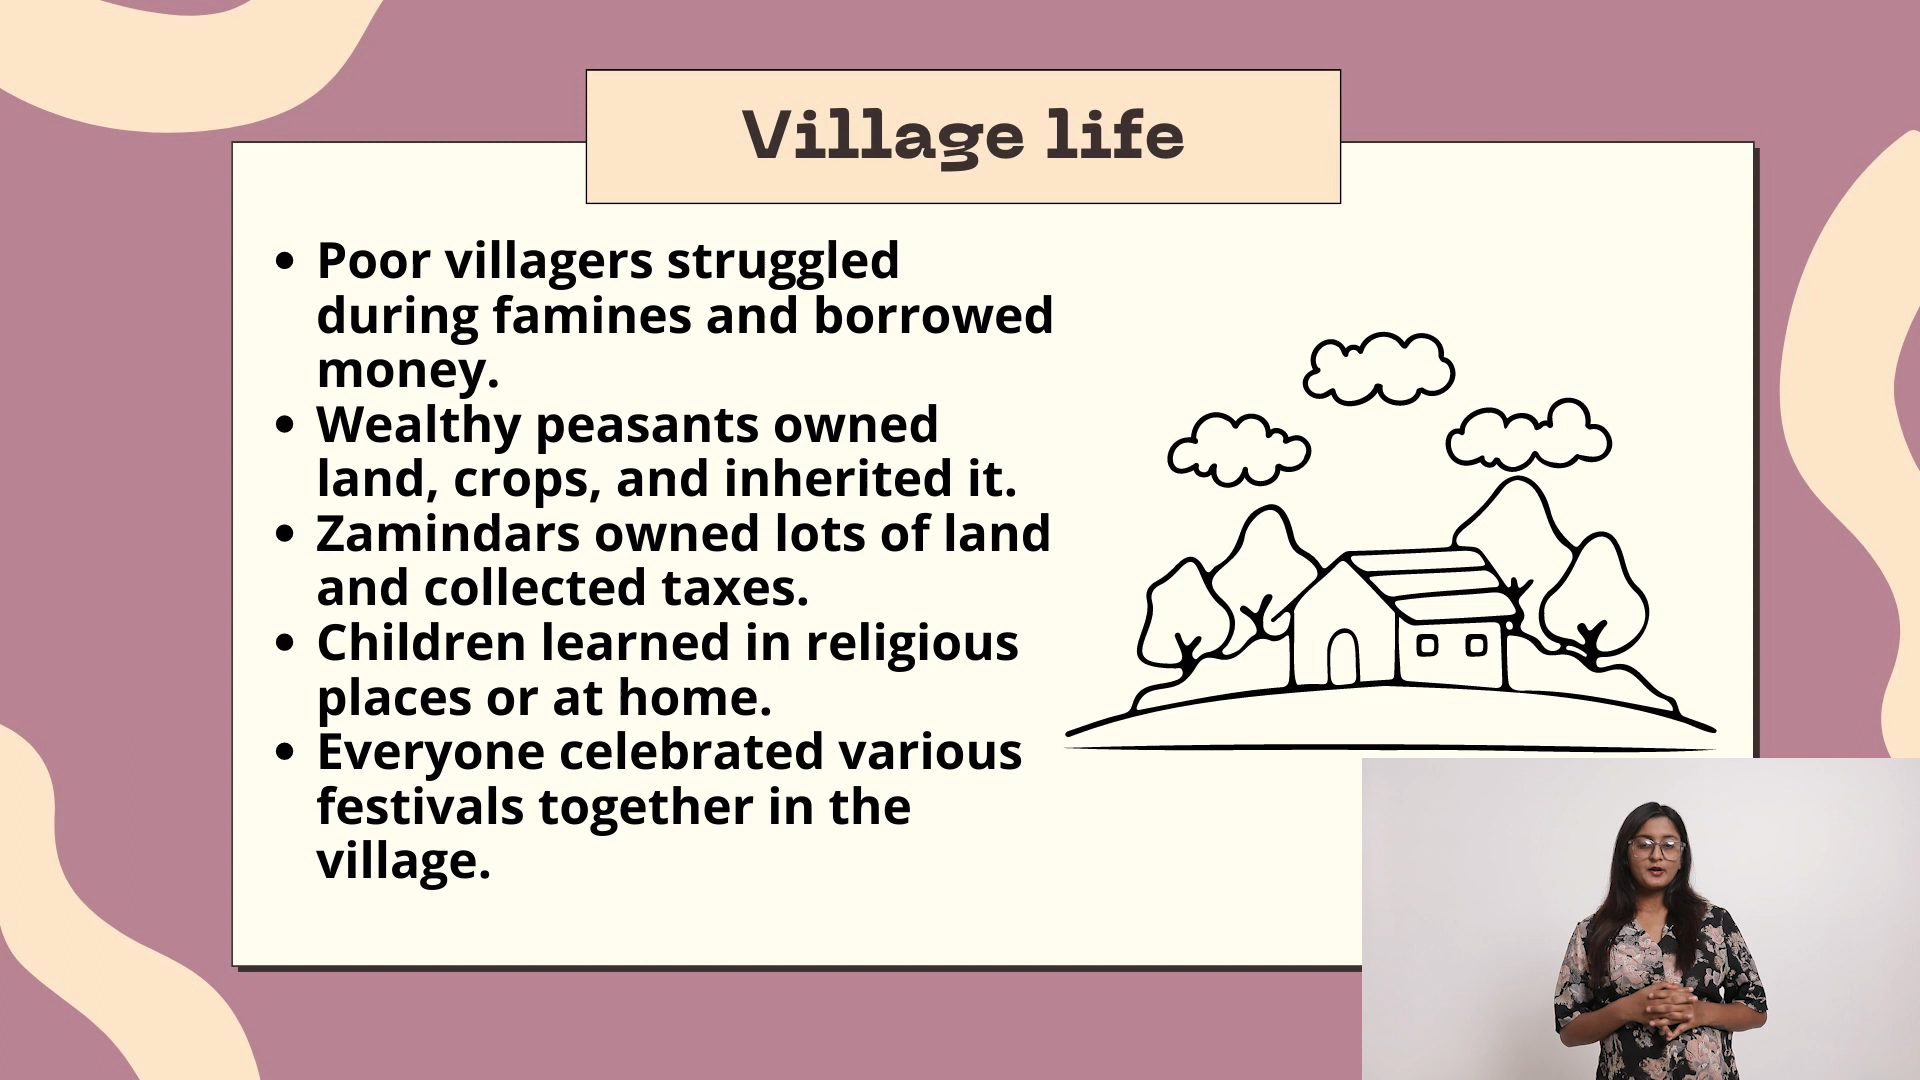 Village life
• Poor villagers struggled
during famines and borrowed
money.
• Wealthy peasants owned
land, crops, and inherited it.
• Zamindars owned lots of land
and collected taxes.
• Children learned in religious
places or at home.
• Everyone celebrated various
festivals together in the
village.